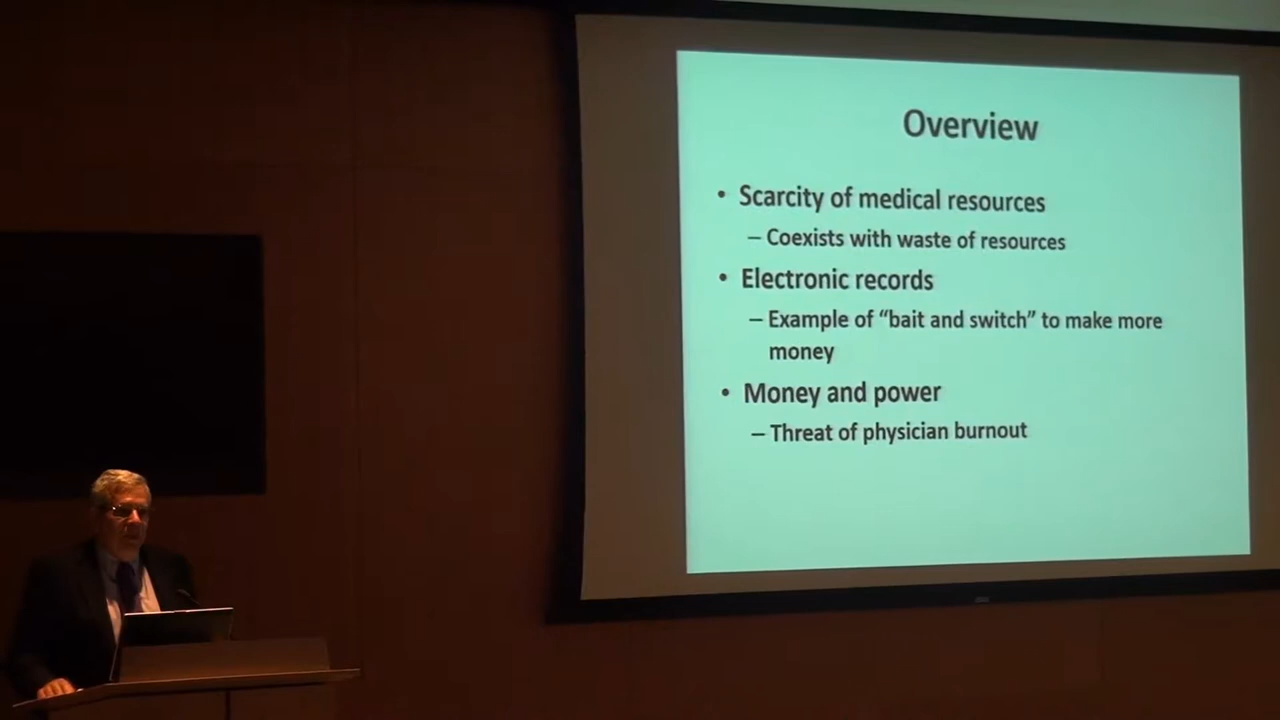 Overview
• Scarcity of medical resources
– Coexists with waste of resources
• Electronic records
– Example of “bait and switch” to make more
money
• Money and power
– Threat of physician burnout